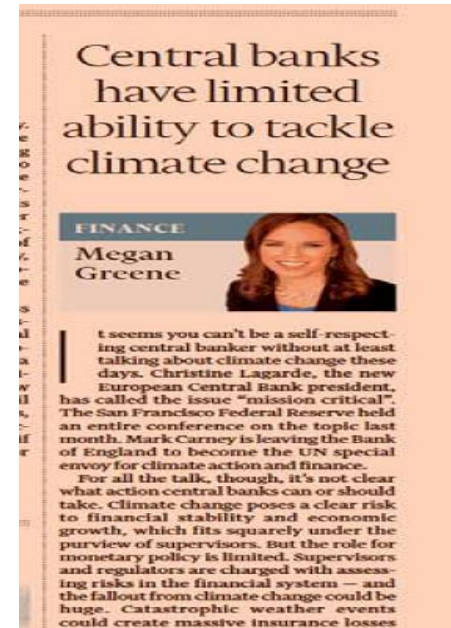 Central banks
have limited
ability to tackle
climate change
FINANCE
Megan
Greene
It seems you can't be a self-respect-
ing central banker without at least
talking about climate change these
days. Christine Lagarde, the new
European Central Bank president,
has called the issue "mission critical".
The San Francisco Federal Reserve held
an entire conference on the topic last
month. Mark Carney is leaving the Bank
of England to become the UN special
envoy for climate action and finance.
For all the talk, though, it's not clear
what action central banks can or should
take. Climate change poses a clear risk
to financial stability and economic
growth, which fits squarely under the
purview of supervisors. But the role for
monetary policy is limited. Supervisors
and regulators are charged with assess-
ing risks in the financial system — and
the fallout from climate change could be
huge. Catastrophic weather events
could create massive insurance losses